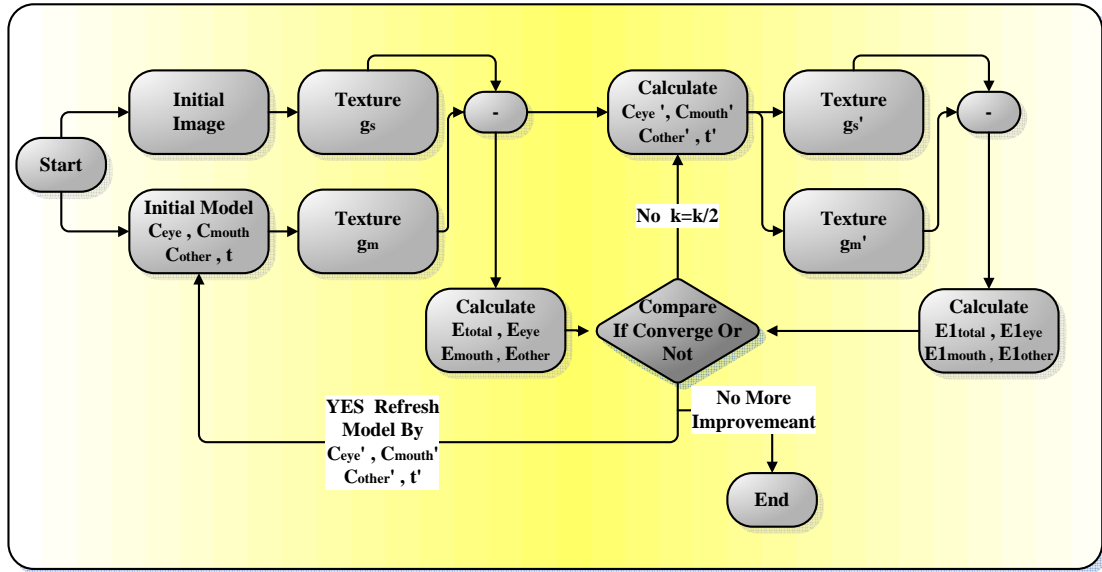 Start
Initial
Image
Texture
gs
-
Initial Model
Ceye , Cmouth
Cother , t
Texture
gm
Calculate
Ceye ', Cmouth'
Cother' , t'
Texture
gs'
-
Texture
gm'
No k=k/2
Calculate
Etotal , Eeye
Emouth , Eother
Compare
If Converge Or
Not
Calculate
E1total , E1eye
E1mouth , E1other
YES Refresh
Model By
Ceye' , Cmouth'
Cother' , t'
No More
Improvemeant
End